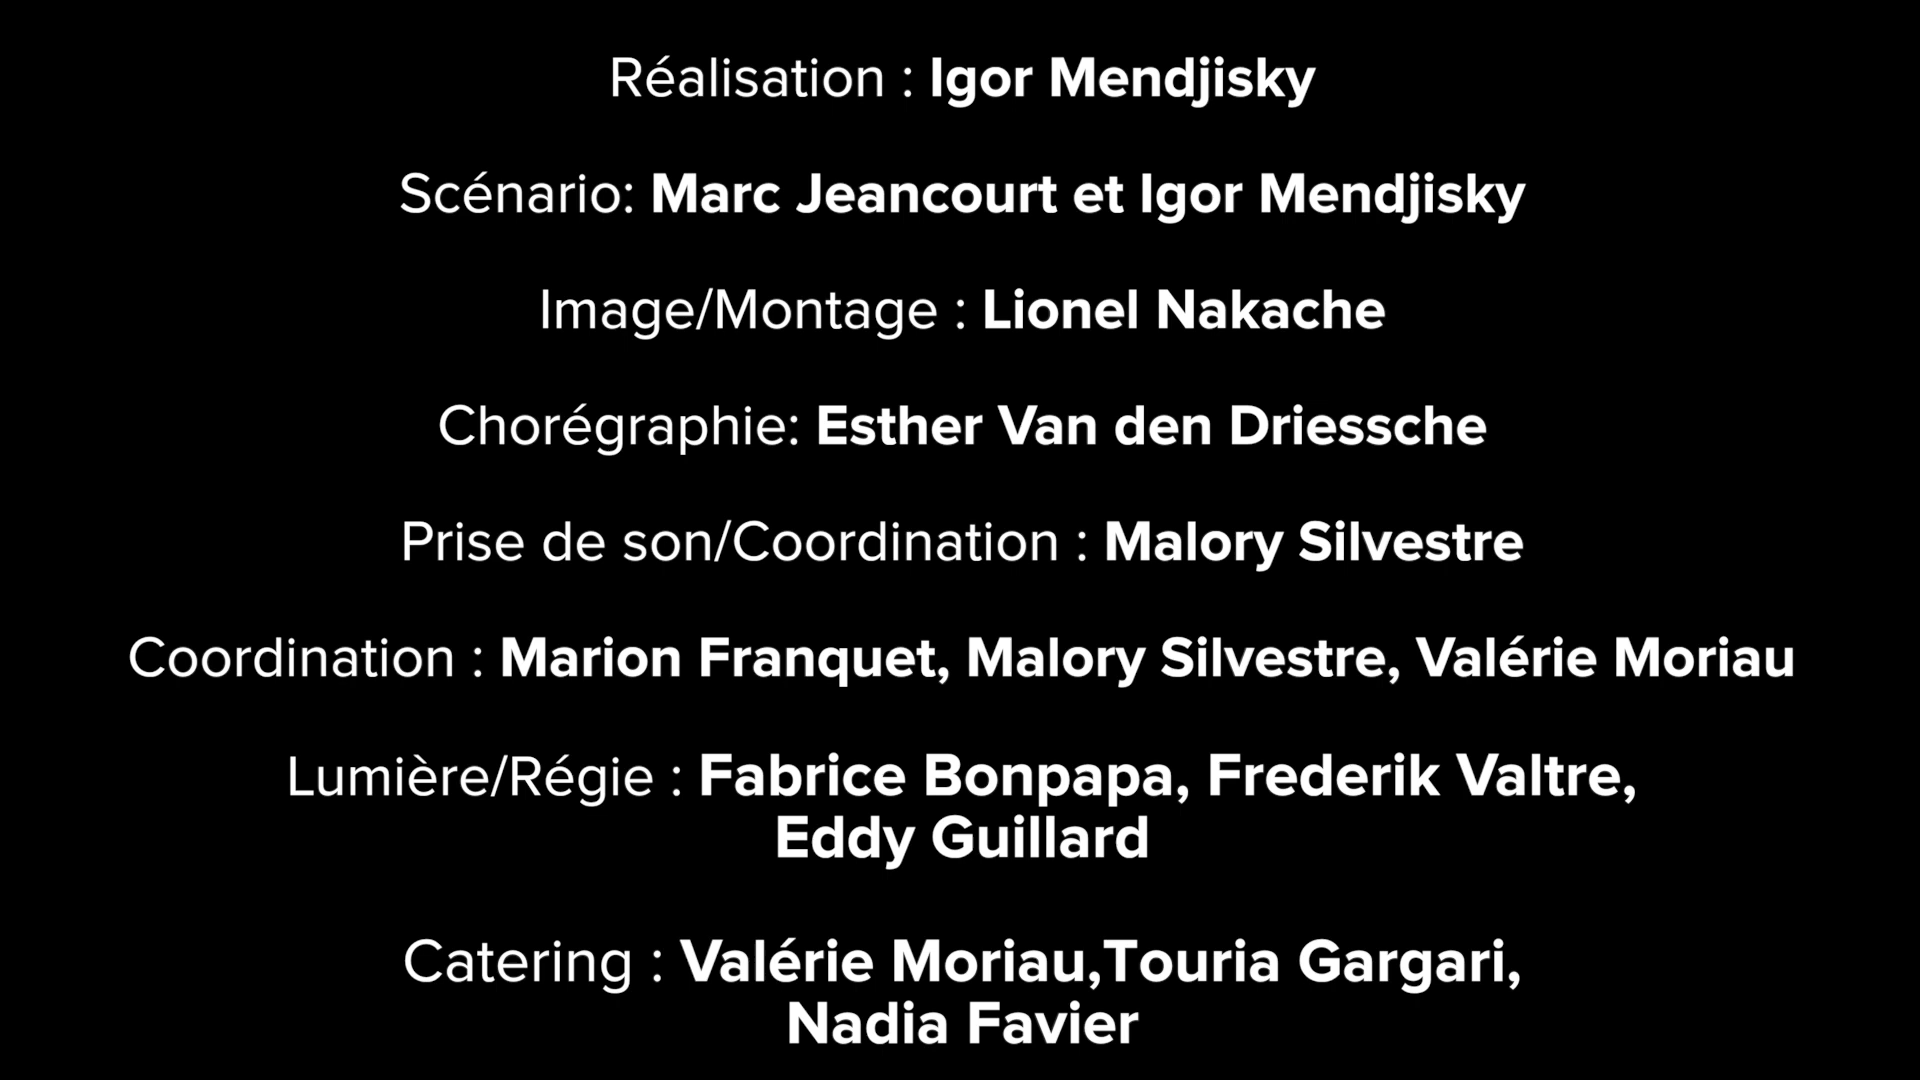 Réalisation : Igor Mendjisky
Scénario: Marc Jeancourt et Igor Mendjisky
Image/Montage : Lionel Nakache
Chorégraphie: Esther Van den Driessche
Prise de son/Coordination : Malory Silvestre
Coordination : Marion Franquet, Malory Silvestre, Valérie Moriau
Lumière/Régie : Fabrice Bonpapa, Frederik Valtre,
Eddy Guillard
Catering : Valérie Moriau,Touria Gargari,
Nadia Favier